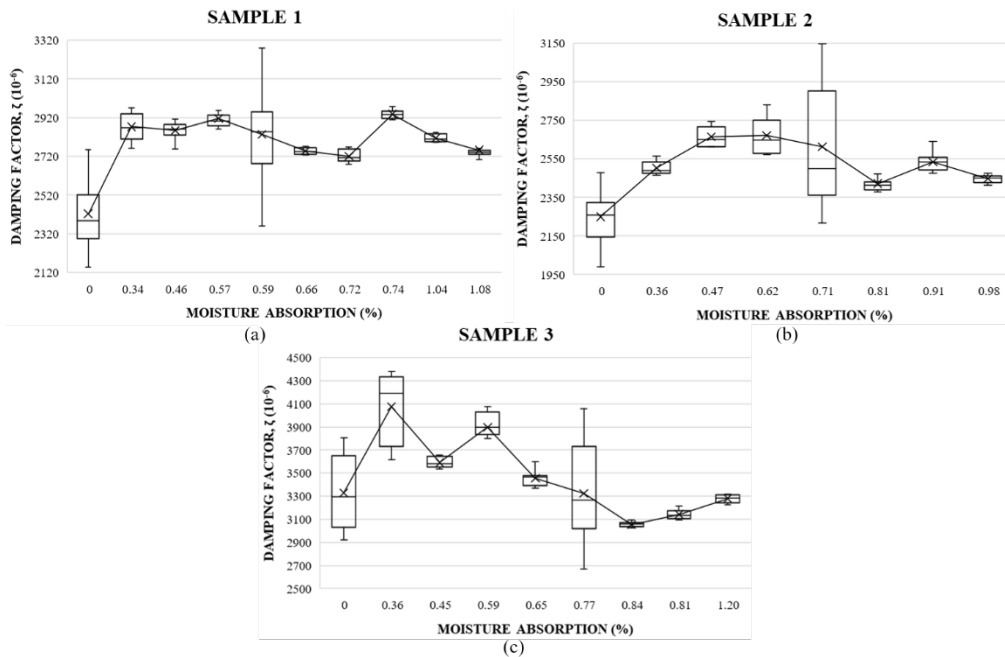 SAMPLE 1
DAMPING FACTOR, ζ (10⁻⁶)
3320
3120
2920
2720
2520
2320
2120
0 0.34 0.46 0.57 0.59 0.66 0.72 0.74 1.04 1.08
MOISTURE ABSORPTION (%)
(a)
SAMPLE 2
DAMPING FACTOR, ζ (10⁻⁶)
3150
2950
2750
2550
2350
2150
1950
0 0.36 0.47 0.62 0.71 0.81 0.91 0.98
MOISTURE ABSORPTION (%)
(b)
SAMPLE 3
DAMPING FACTOR, ζ (10⁻⁶)
4500
4300
4100
3900
3700
3500
3300
3100
2900
2700
2500
0 0.36 0.45 0.59 0.65 0.77 0.84 0.81 1.20
MOISTURE ABSORPTION (%)
(c)